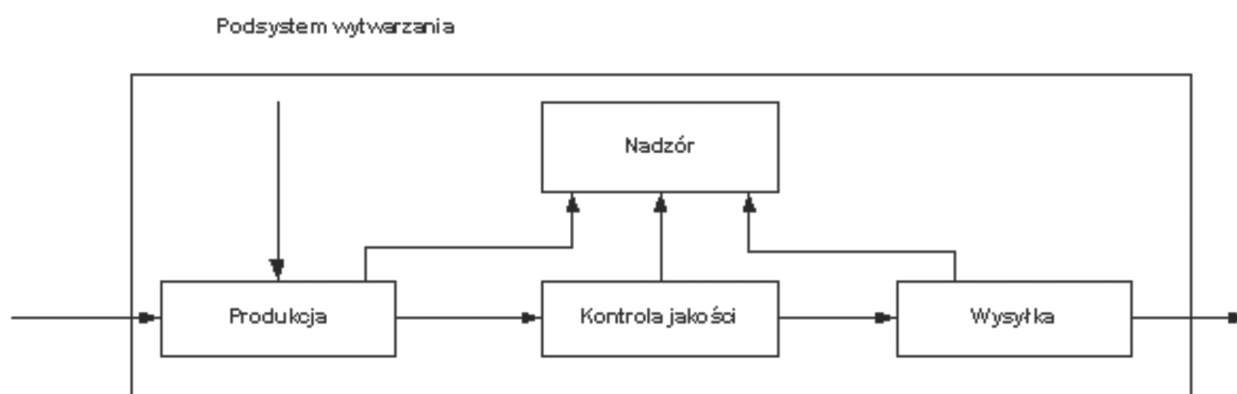 Podsystem wytwarzania
Nadzór
Produkcja
Kontrola jakości
Wysyłka